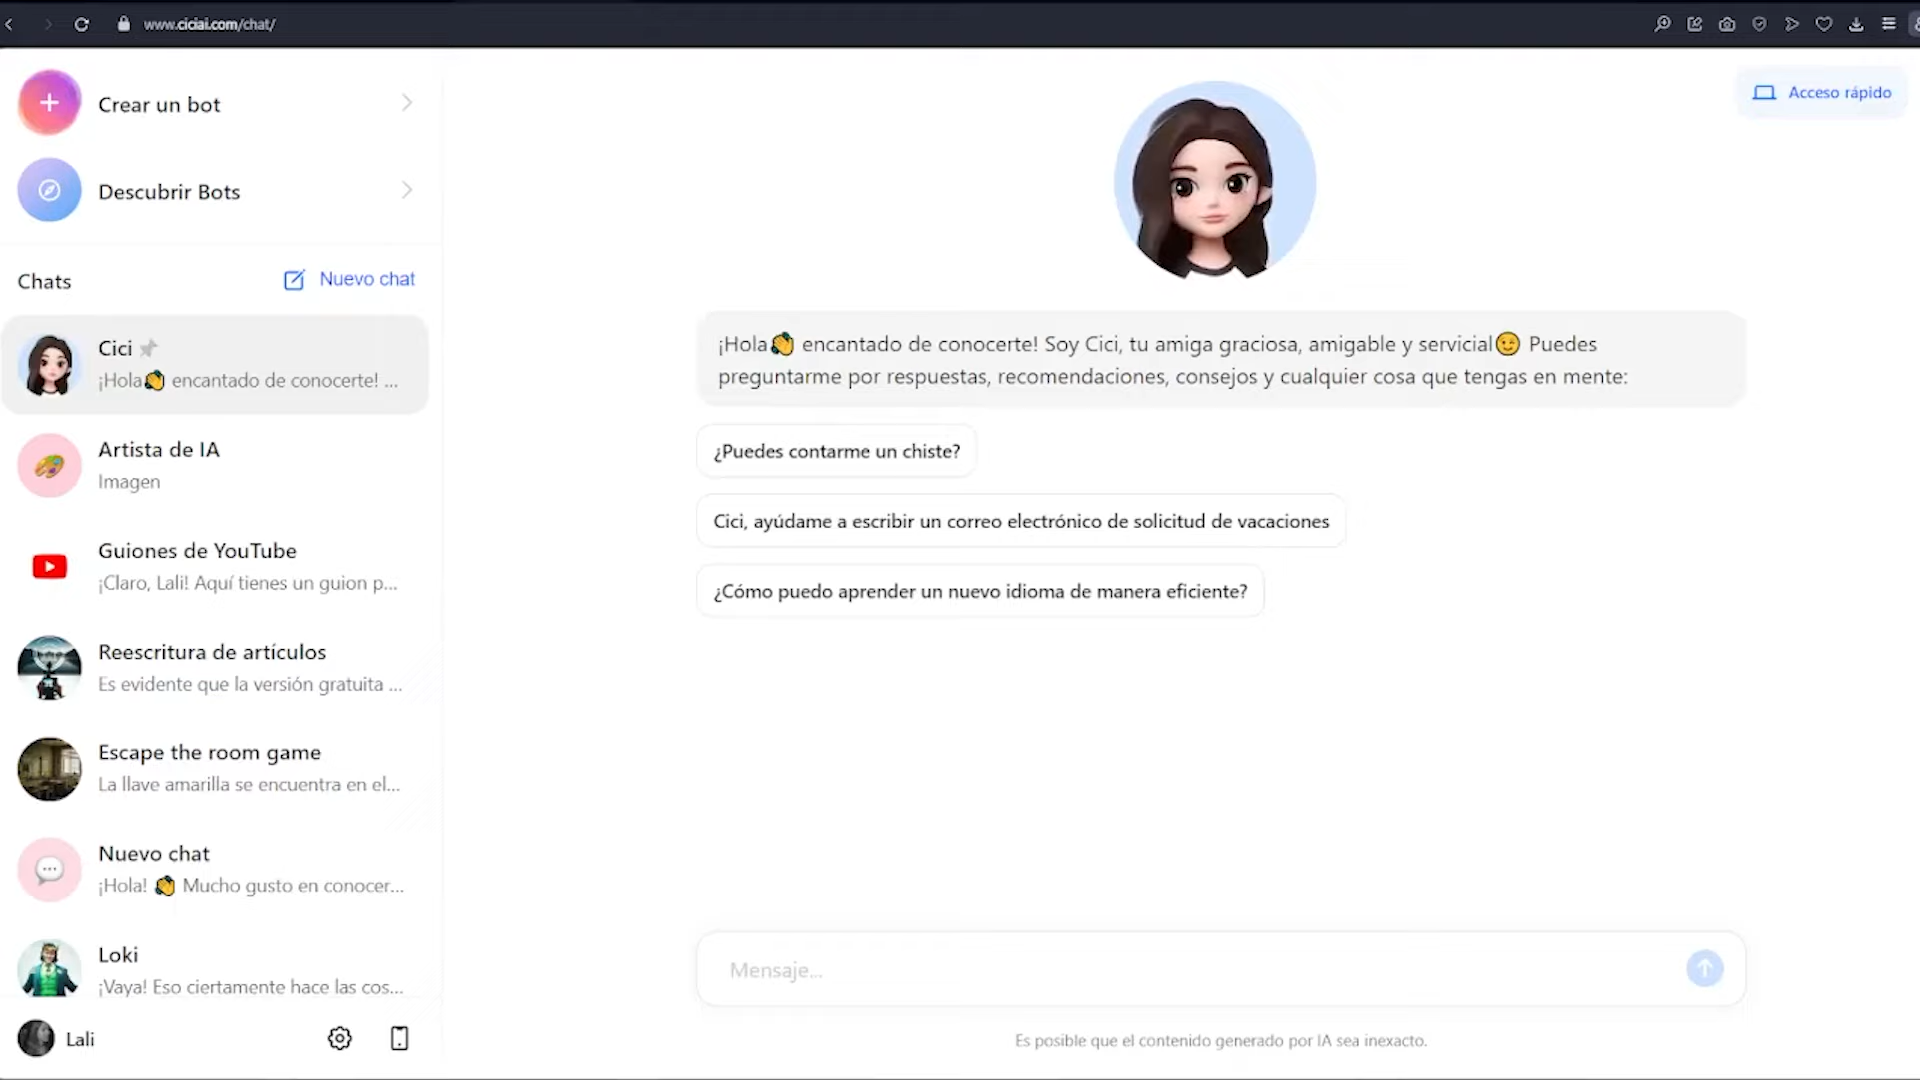 www.ciciai.com/chat/
Crear un bot
Descubrir Bots
Chats
Nuevo chat
Cici
¡Hola👏 encantado de conocerte! ...
Artista de IA
Imagen
Guiones de YouTube
¡Claro, Lali! Aquí tienes un guion p...
Reescritura de artículos
Es evidente que la versión gratuita ...
Escape the room game
La llave amarilla se encuentra en el...
Nuevo chat
¡Hola! 👏 Mucho gusto en conocer...
Loki
¡Vaya! Eso ciertamente hace las cos...
Lali
Acceso rápido
¡Hola👏 encantado de conocerte! Soy Cici, tu amiga graciosa, amigable y servicial😉 Puedes
preguntarme por respuestas, recomendaciones, consejos y cualquier cosa que tengas en mente:
¿Puedes contarme un chiste?
Cici, ayúdame a escribir un correo electrónico de solicitud de vacaciones
¿Cómo puedo aprender un nuevo idioma de manera eficiente?
Mensaje...
Es posible que el contenido generado por IA sea inexacto.